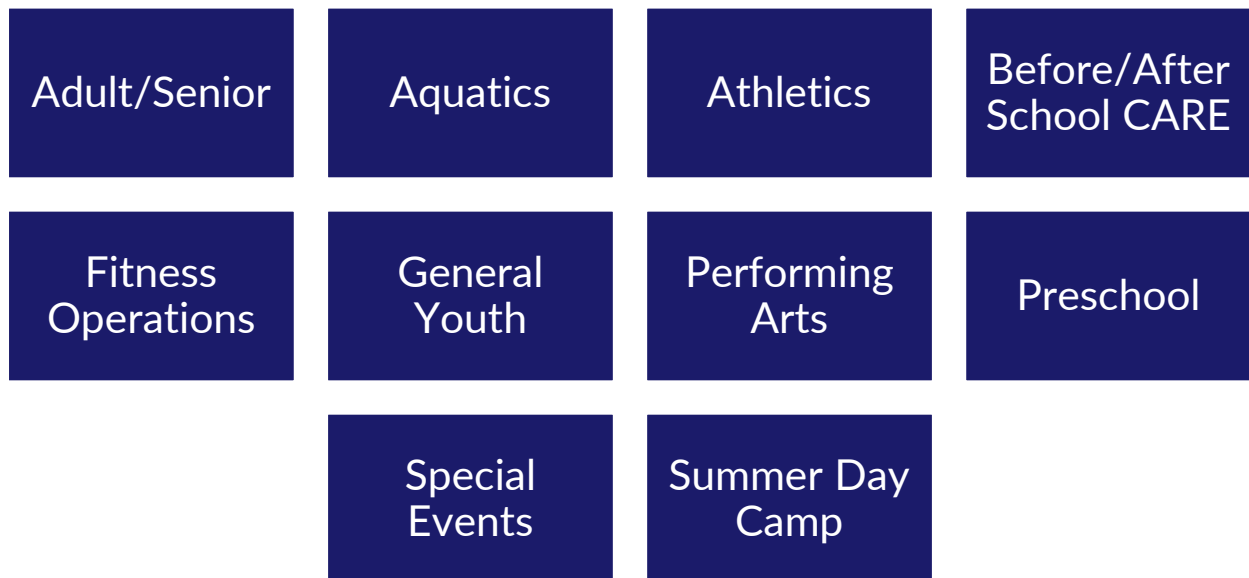 Adult/Senior
Aquatics
Athletics
Before/After
School CARE
Fitness
Operations
General
Youth
Performing
Arts
Preschool
Special
Events
Summer Day
Camp